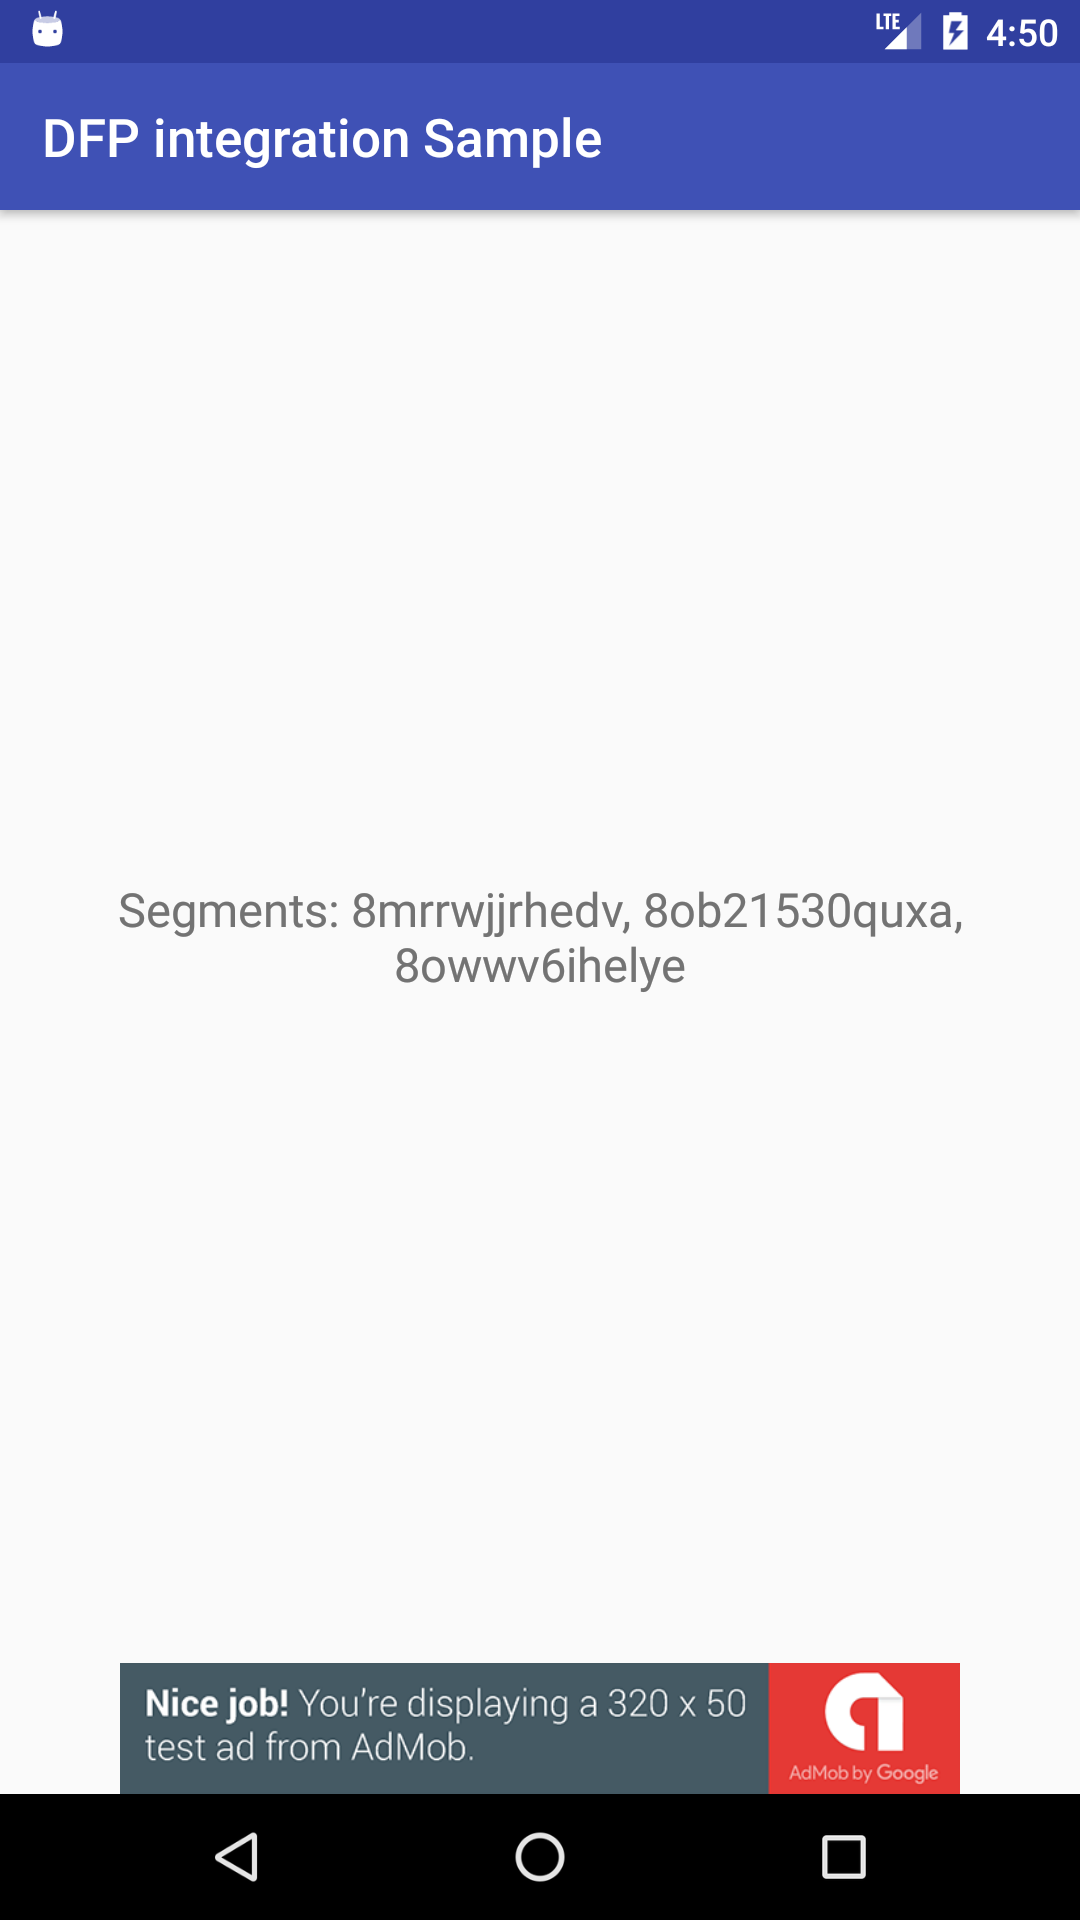 LTE 4:50
DFP integration Sample
Segments: 8mrrwjjrhedv, 8ob21530quxa,
8owwv6ihelye
Nice job! You're displaying a 320 x 50
test ad from AdMob.
AdMob by Google